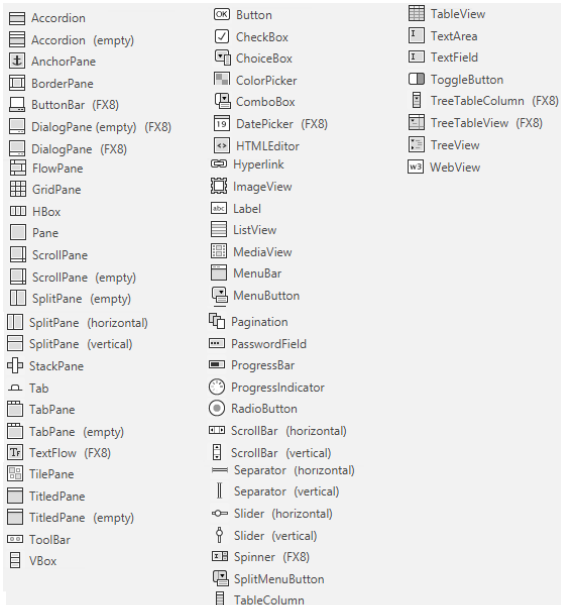 Accordion
Accordion (empty)
AnchorPane
BorderPane
ButtonBar (FX8)
DialogPane (empty) (FX8)
DialogPane (FX8)
FlowPane
GridPane
HBox
Pane
ScrollPane
ScrollPane (empty)
SplitPane (empty)
SplitPane (horizontal)
SplitPane (vertical)
StackPane
Tab
TabPane
TabPane (empty)
Tr TextFlow (FX8)
TilePane
TitledPane
TitledPane (empty)
ToolBar
VBox
OK Button
CheckBox
ChoiceBox
ColorPicker
ComboBox
19 DatePicker (FX8)
HTMLEditor
Hyperlink
ImageView
abc Label
ListView
MediaView
MenuBar
MenuButton
Pagination
PasswordField
ProgressBar
ProgressIndicator
RadioButton
ScrollBar (horizontal)
ScrollBar (vertical)
Separator (horizontal)
Separator (vertical)
Slider (horizontal)
Slider (vertical)
Spinner (FX8)
SplitMenuButton
TableColumn
TableView
TextArea
TextField
ToggleButton
TreeTableColumn (FX8)
TreeTableView (FX8)
TreeView
w3 WebView